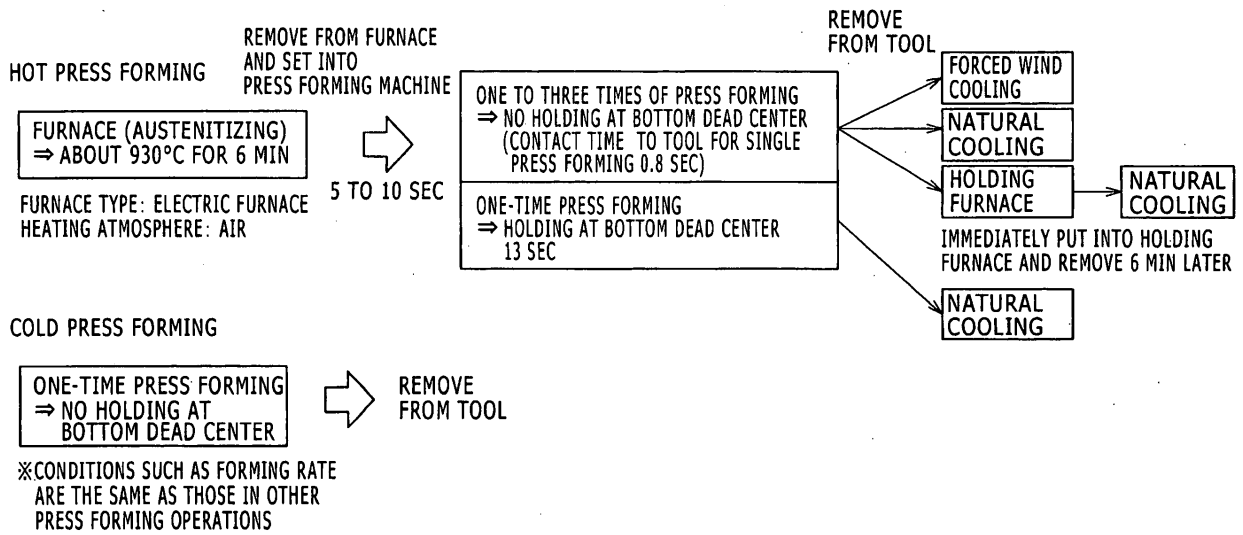 HOT PRESS FORMING
FURNACE (AUSTENITIZING)
⇒ ABOUT 930°C FOR 6 MIN
FURNACE TYPE: ELECTRIC FURNACE
HEATING ATMOSPHERE: AIR
REMOVE FROM FURNACE
AND SET INTO
PRESS FORMING MACHINE
5 TO 10 SEC
ONE TO THREE TIMES OF PRESS FORMING
⇒ NO HOLDING AT BOTTOM DEAD CENTER
(CONTACT TIME TO TOOL FOR SINGLE
PRESS FORMING 0.8 SEC)
ONE-TIME PRESS FORMING
⇒ HOLDING AT BOTTOM DEAD CENTER
13 SEC
REMOVE
FROM TOOL
FORCED WIND
COOLING
NATURAL
COOLING
HOLDING
FURNACE
NATURAL
COOLING
IMMEDIATELY PUT INTO HOLDING
FURNACE AND REMOVE 6 MIN LATER
NATURAL
COOLING
COLD PRESS FORMING
ONE-TIME PRESS FORMING
⇒ NO HOLDING AT
BOTTOM DEAD CENTER
REMOVE
FROM TOOL
※CONDITIONS SUCH AS FORMING RATE
ARE THE SAME AS THOSE IN OTHER
PRESS FORMING OPERATIONS